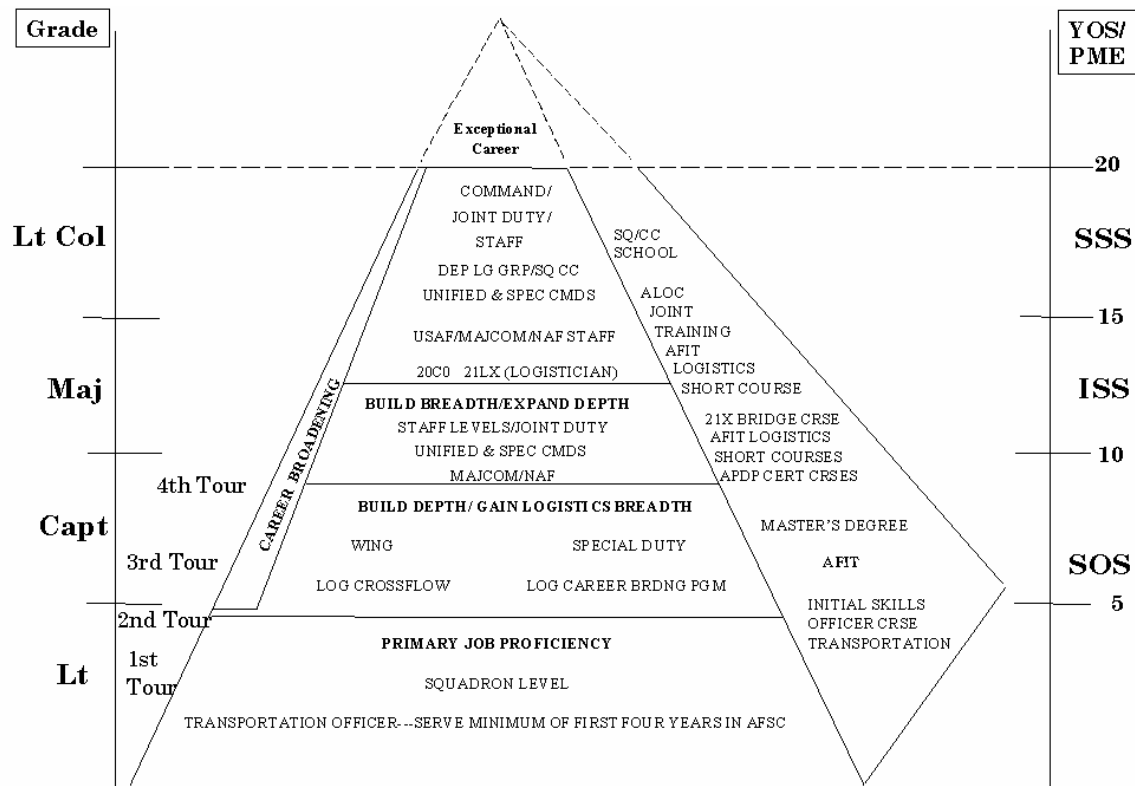 Grade
YOS/
PME
Exceptional
Career
20
COMMAND/
JOINT DUTY/
STAFF
DEP LG GRP/SQ CC
UNIFIED & SPEC CMDS
Lt Col
SQ/CC
SCHOOL
SSS
ALOC
JOINT
TRAINING
AFIT
LOGISTICS
SHORT COURSE
15
USAF/MAJCOM/NAF STAFF
20C0 21LX (LOGISTICIAN)
Maj
ISS
BUILD BREADTH/EXPAND DEPTH
STAFF LEVELS/JOINT DUTY
UNIFIED & SPEC CMDS
MAJCOM/NAF
21X BRIDGE CRSE
AFIT LOGISTICS
SHORT COURSES
APDP CERT CRSES
10
CAREER BROADENING
4th Tour
BUILD DEPTH/ GAIN LOGISTICS BREADTH
Capt
WING
SPECIAL DUTY
MASTER'S DEGREE
AFIT
3rd Tour
LOG CROSSFLOW
LOG CAREER BRDNG PGM
SOS
5
2nd Tour
INITIAL SKILLS
OFFICER CRSE
TRANSPORTATION
PRIMARY JOB PROFICIENCY
1st
Tour
Lt
SQUADRON LEVEL
TRANSPORTATION OFFICER---SERVE MINIMUM OF FIRST FOUR YEARS IN AFSC